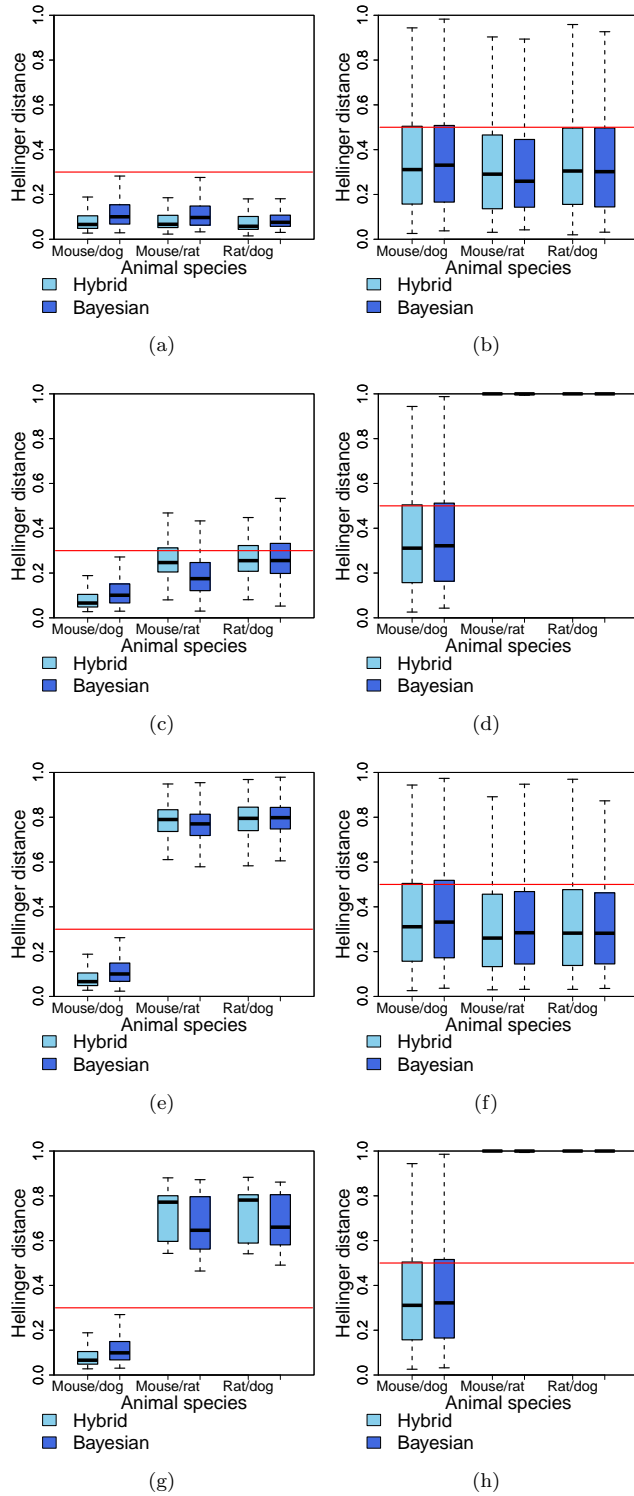 Hellinger distance
0.0 0.2 0.4 0.6 0.8 1.0
Mouse/dog Mouse/rat Rat/dog
Animal species
Hybrid
Bayesian
(a)
Hellinger distance
0.0 0.2 0.4 0.6 0.8 1.0
Mouse/dog Mouse/rat Rat/dog
Animal species
Hybrid
Bayesian
(b)
Hellinger distance
0.0 0.2 0.4 0.6 0.8 1.0
Mouse/dog Mouse/rat Rat/dog
Animal species
Hybrid
Bayesian
(c)
Hellinger distance
0.0 0.2 0.4 0.6 0.8 1.0
Mouse/dog Mouse/rat Rat/dog
Animal species
Hybrid
Bayesian
(d)
Hellinger distance
0.0 0.2 0.4 0.6 0.8 1.0
Mouse/dog Mouse/rat Rat/dog
Animal species
Hybrid
Bayesian
(e)
Hellinger distance
0.0 0.2 0.4 0.6 0.8 1.0
Mouse/dog Mouse/rat Rat/dog
Animal species
Hybrid
Bayesian
(f)
Hellinger distance
0.0 0.2 0.4 0.6 0.8 1.0
Mouse/dog Mouse/rat Rat/dog
Animal species
Hybrid
Bayesian
(g)
Hellinger distance
0.0 0.2 0.4 0.6 0.8 1.0
Mouse/dog Mouse/rat Rat/dog
Animal species
Hybrid
Bayesian
(h)